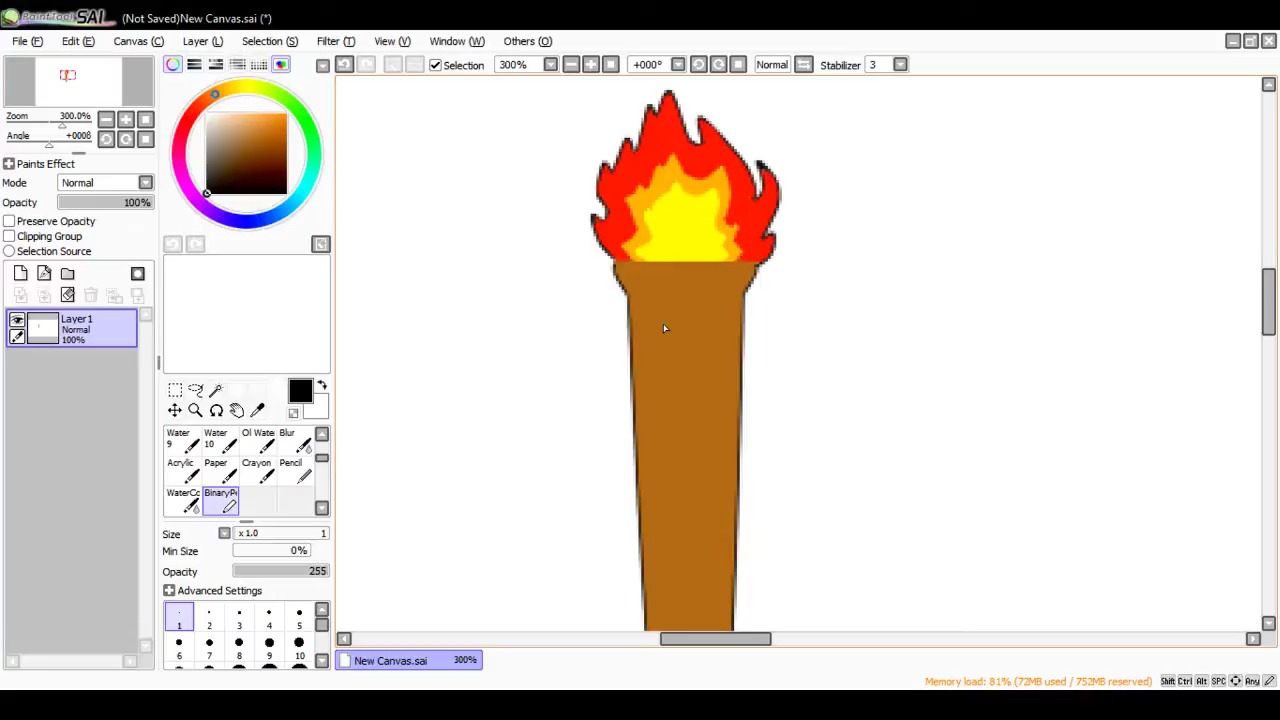 PaintTool SAI (Not Saved)New Canvas.sai (*)
File (F) Edit (E) Canvas (C) Layer (L) Selection (S) Filter (T) View (V) Window (W) Others (O)
Selection 300% +000° Normal Stabilizer 3
Zoom 300.0%
Angle +000θ
Paints Effect
Mode Normal
Opacity 100%
Preserve Opacity
Clipping Group
Selection Source
Layer1
Normal
100%
Water 9 Water 10 Oil Wate Blur
Acrylic Paper Crayon Pencil
WaterCo BinaryPe
Size x 1.0 1
Min Size 0%
Opacity 255
Advanced Settings
1 2 3 4 5
6 7 8 9 10
New Canvas.sai 300%
Memory load: 81% (72MB used / 752MB reserved) Shift Ctrl Alt SPC Any